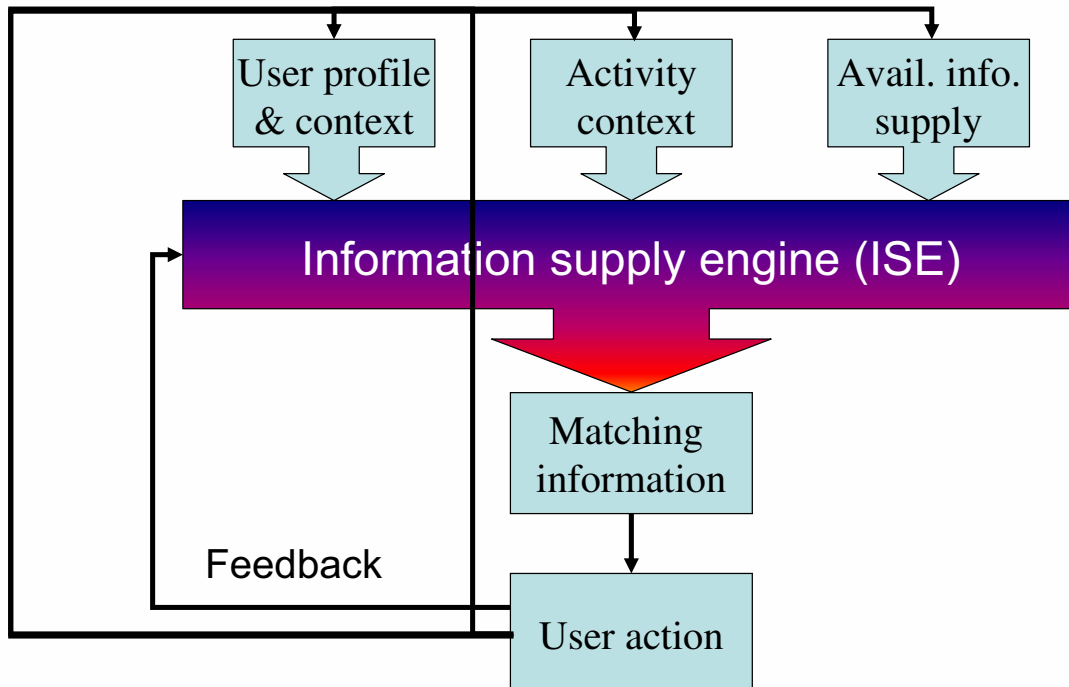 User profile
& context
Activity
context
Avail. info.
supply
Information supply engine (ISE)
Matching
information
Feedback
User action